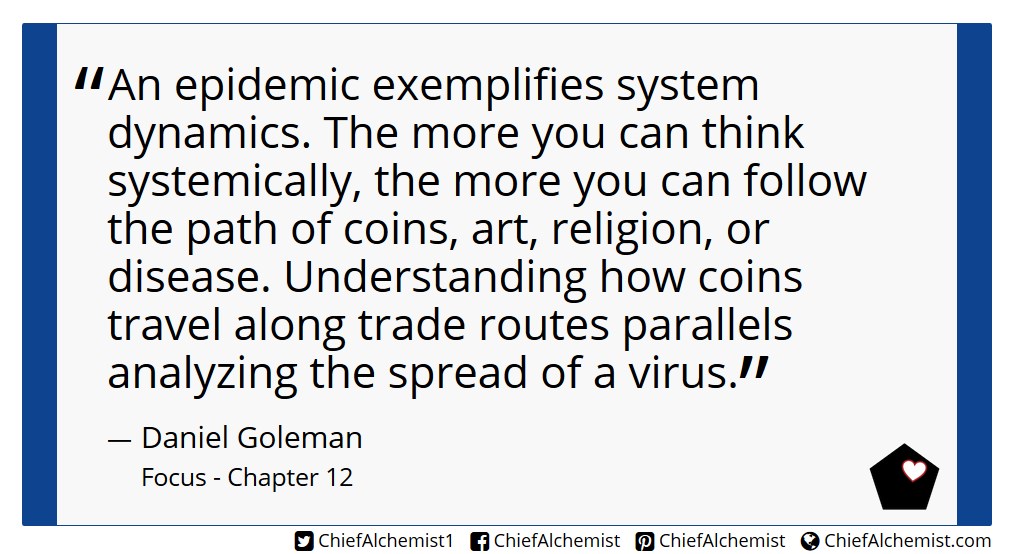 “An epidemic exemplifies system
dynamics. The more you can think
systemically, the more you can follow
the path of coins, art, religion, or
disease. Understanding how coins
travel along trade routes parallels
analyzing the spread of a virus.”
— Daniel Goleman
Focus - Chapter 12
ChiefAlchemist1 ChiefAlchemist ChiefAlchemist ChiefAlchemist.com